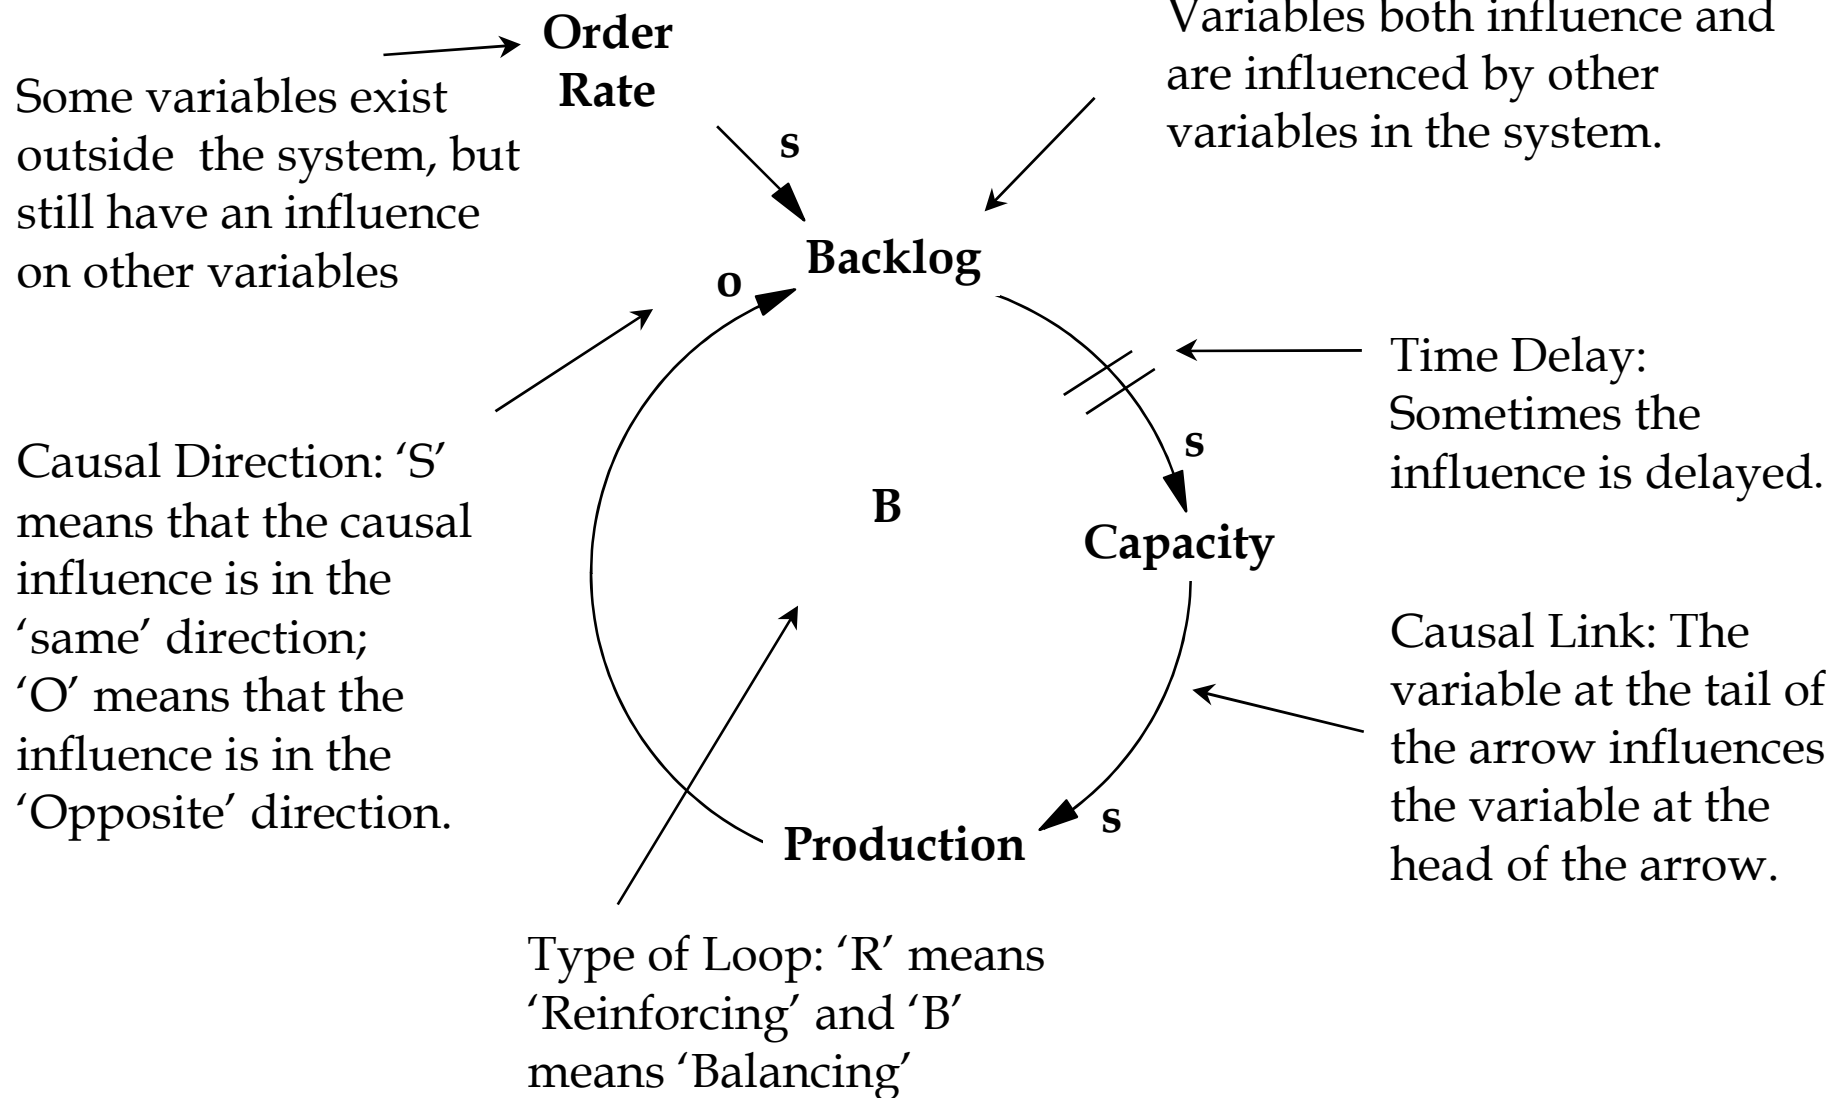 Order
Rate
Some variables exist
outside  the system, but
still have an influence
on other variables
Variables both influence and
are influenced by other
variables in the system.
s
Backlog
o
Time Delay:
Sometimes the
influence is delayed.
s
Causal Direction: ‘S’
means that the causal
influence is in the
‘same’ direction;
‘O’ means that the
influence is in the
‘Opposite’ direction.
B
Capacity
Causal Link: The
variable at the tail of
the arrow influences
the variable at the
head of the arrow.
s
Production
Type of Loop: ‘R’ means
‘Reinforcing’ and ‘B’
means ‘Balancing’